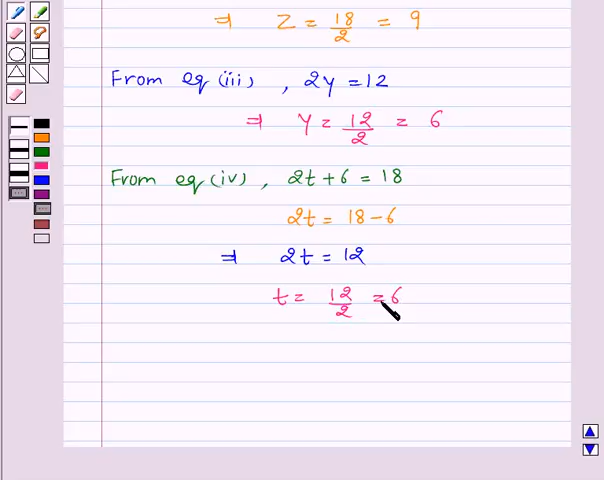 ⇒ Z = 18/2 = 9
From eq (iii) , 2y = 12
⇒ y = 12/2 = 6
From eq (iv) , 2t + 6 = 18
2t = 18 - 6
⇒ 2t = 12
t = 12/2 = 6